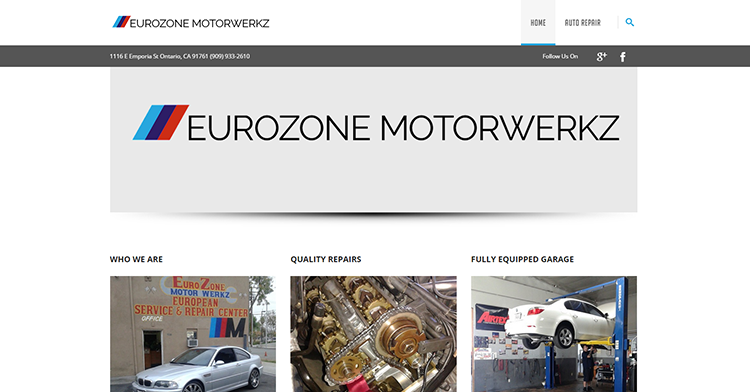 EUROZONE MOTORWERKZ
HOME
AUTO REPAIR
1116 E Emporia St Ontario, CA 91761 (909) 933-2610
Follow Us On
g+
f
EUROZONE MOTORWERKZ
WHO WE ARE
QUALITY REPAIRS
FULLY EQUIPPED GARAGE
EUROZONE
MOTOR WERKZ
EUROPEAN
SERVICE & REPAIR CENTER
OFFICE
M